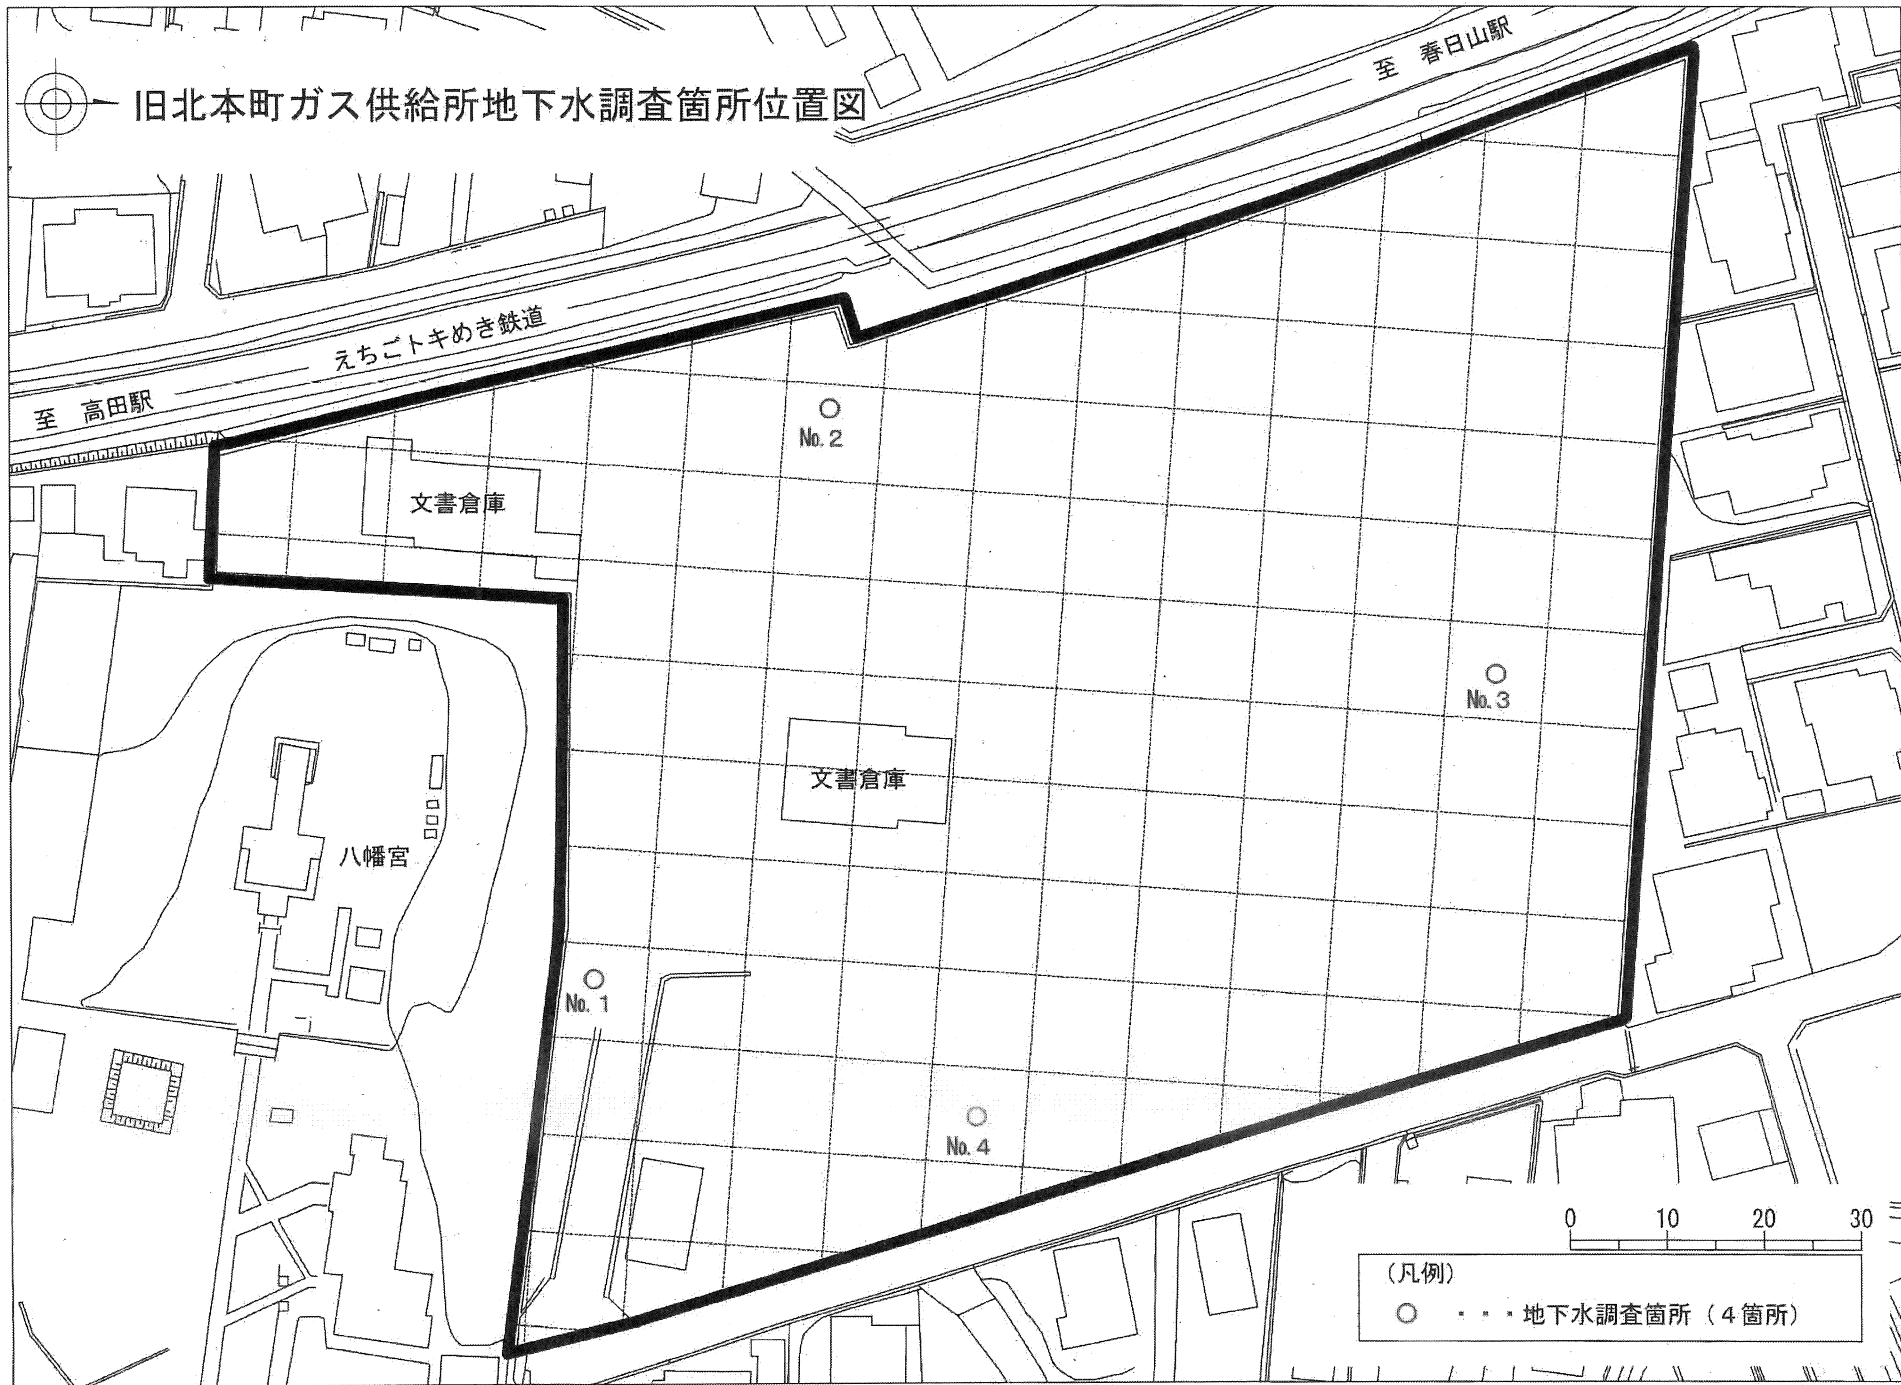 旧北本町ガス供給所地下水調査箇所位置図
至 春日山駅
えちごトキめき鉄道
至 高田駅
No.2
文書倉庫
No.3
文書倉庫
八幡宮
No.1
No.4
0 10 20 30
(凡例)
○ ・・・地下水調査箇所(4箇所)